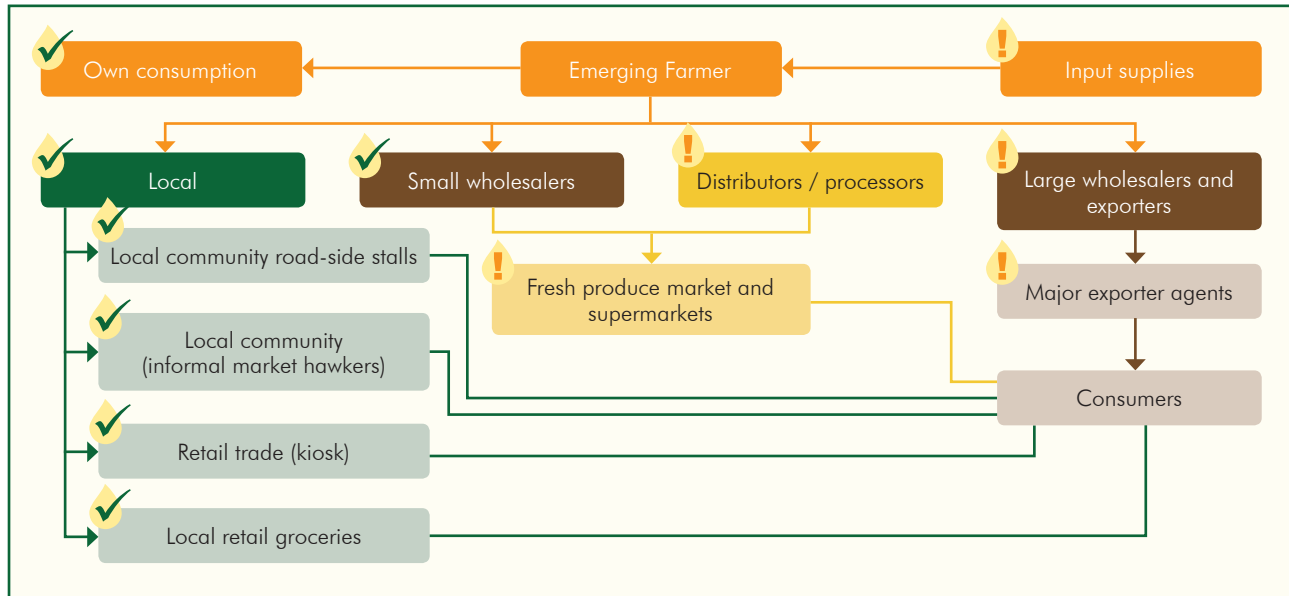 Own consumption
Emerging Farmer
Input supplies
Local
Small wholesalers
Distributors / processors
Large wholesalers and
exporters
Local community road-side stalls
Fresh produce market and
supermarkets
Major exporter agents
Local community
(informal market hawkers)
Consumers
Retail trade (kiosk)
Local retail groceries